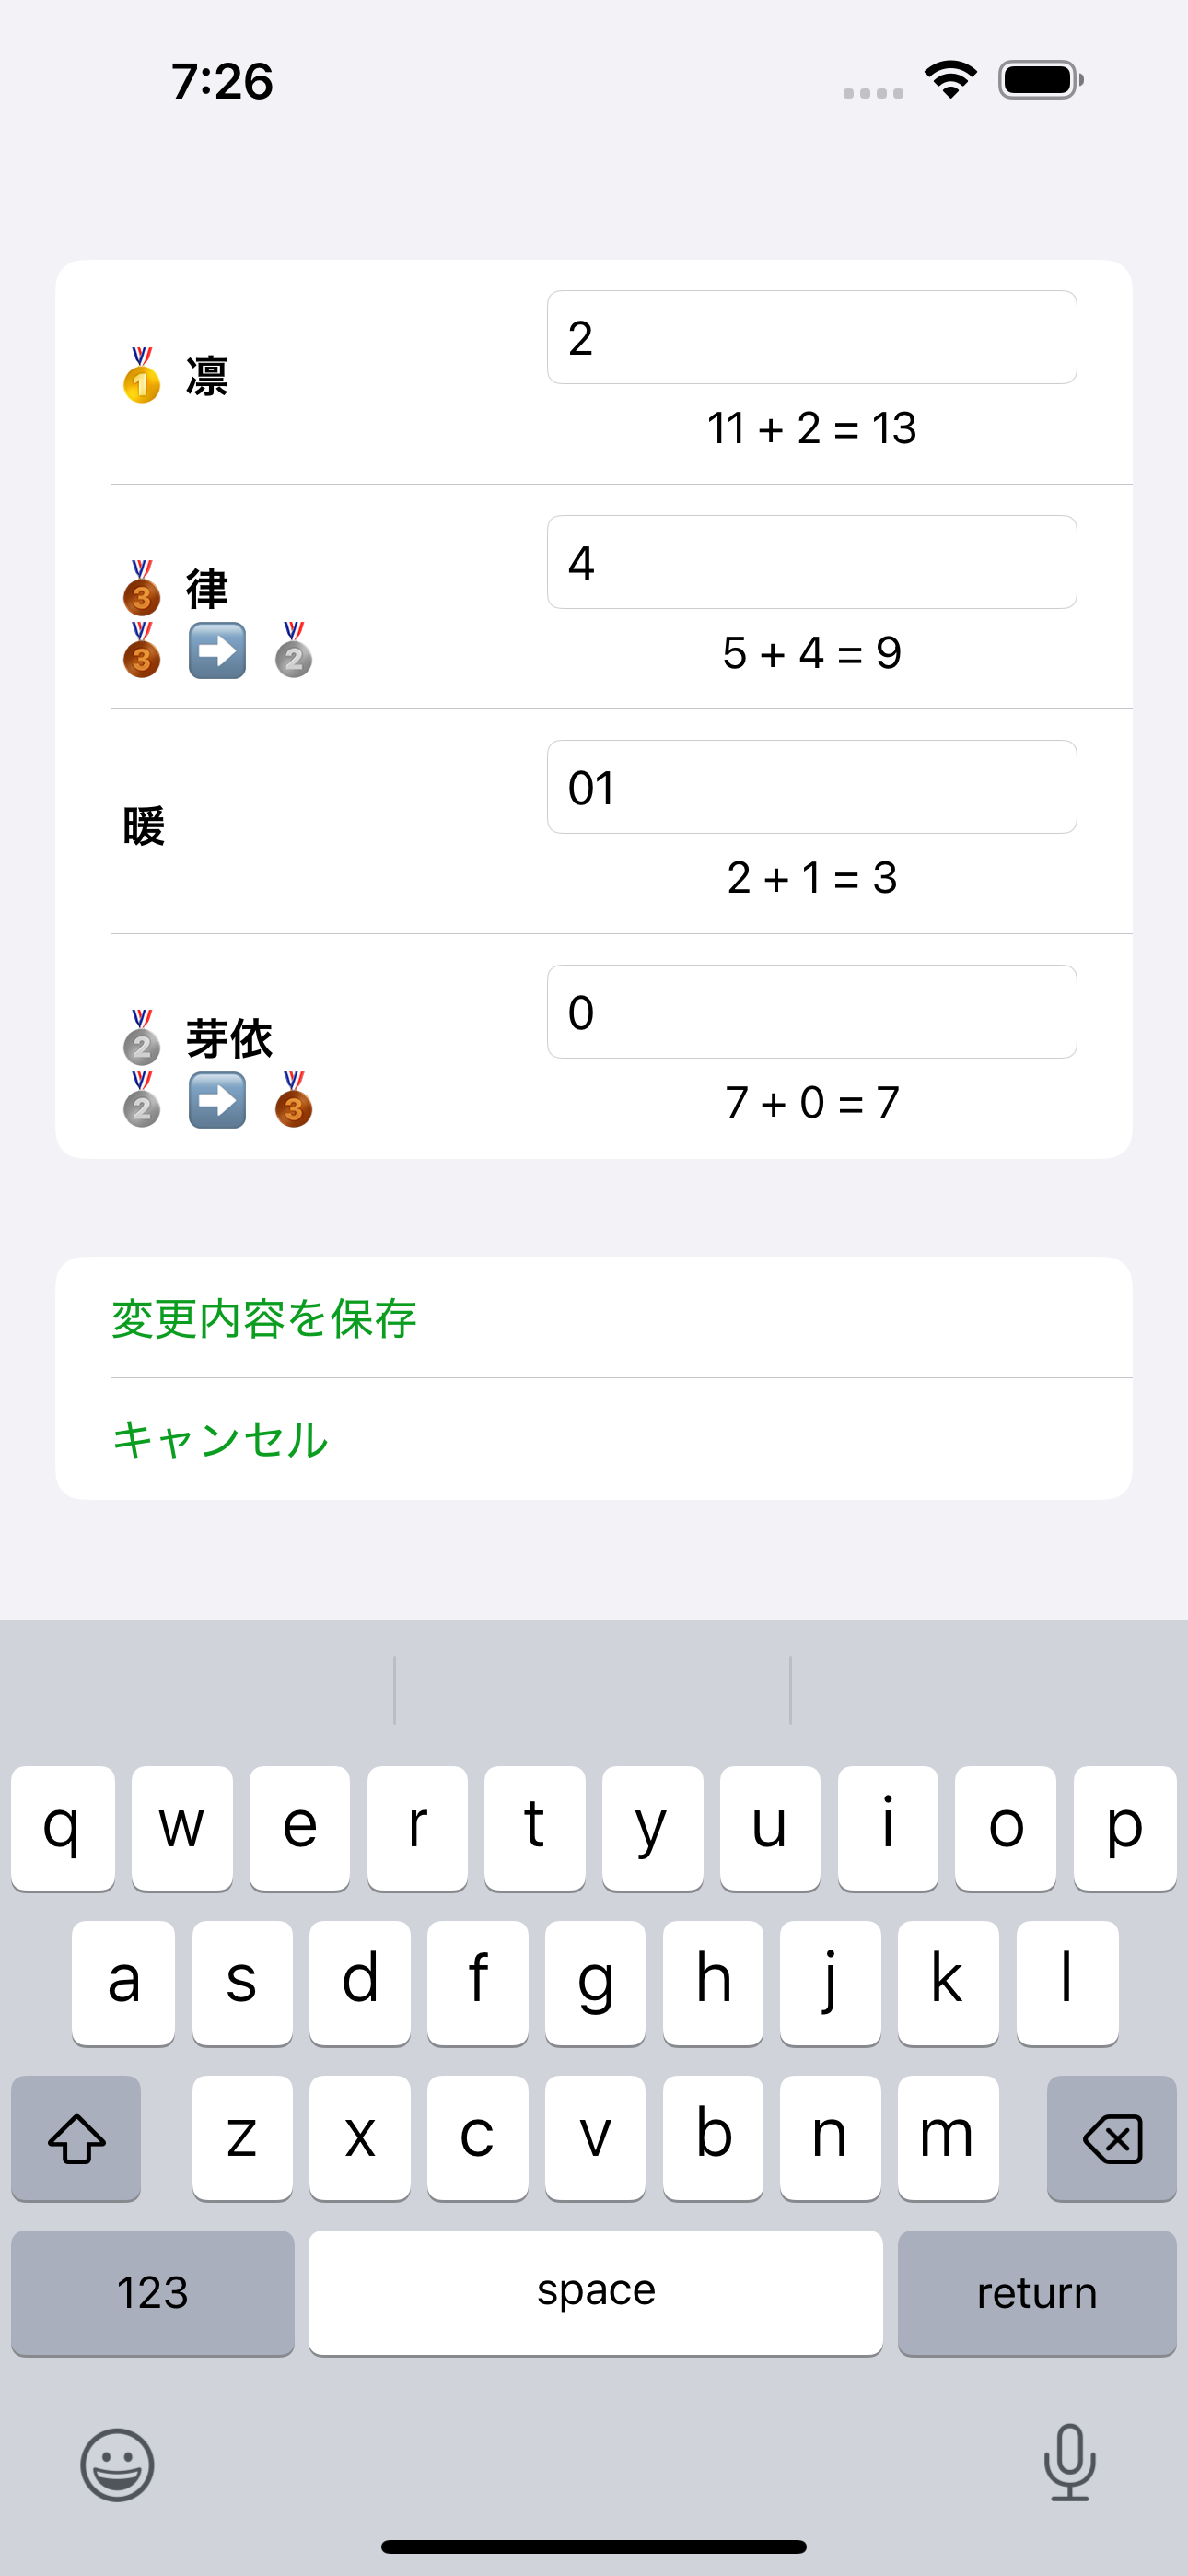 7:26
🥇 凛
2
11 + 2 = 13
🥉 律
🥉 ➡️ 🥈
4
5 + 4 = 9
暖
01
2 + 1 = 3
🥈 芽依
🥈 ➡️ 🥉
0
7 + 0 = 7
変更内容を保存
キャンセル
q w e r t y u i o p
a s d f g h j k l
z x c v b n m
123 space return